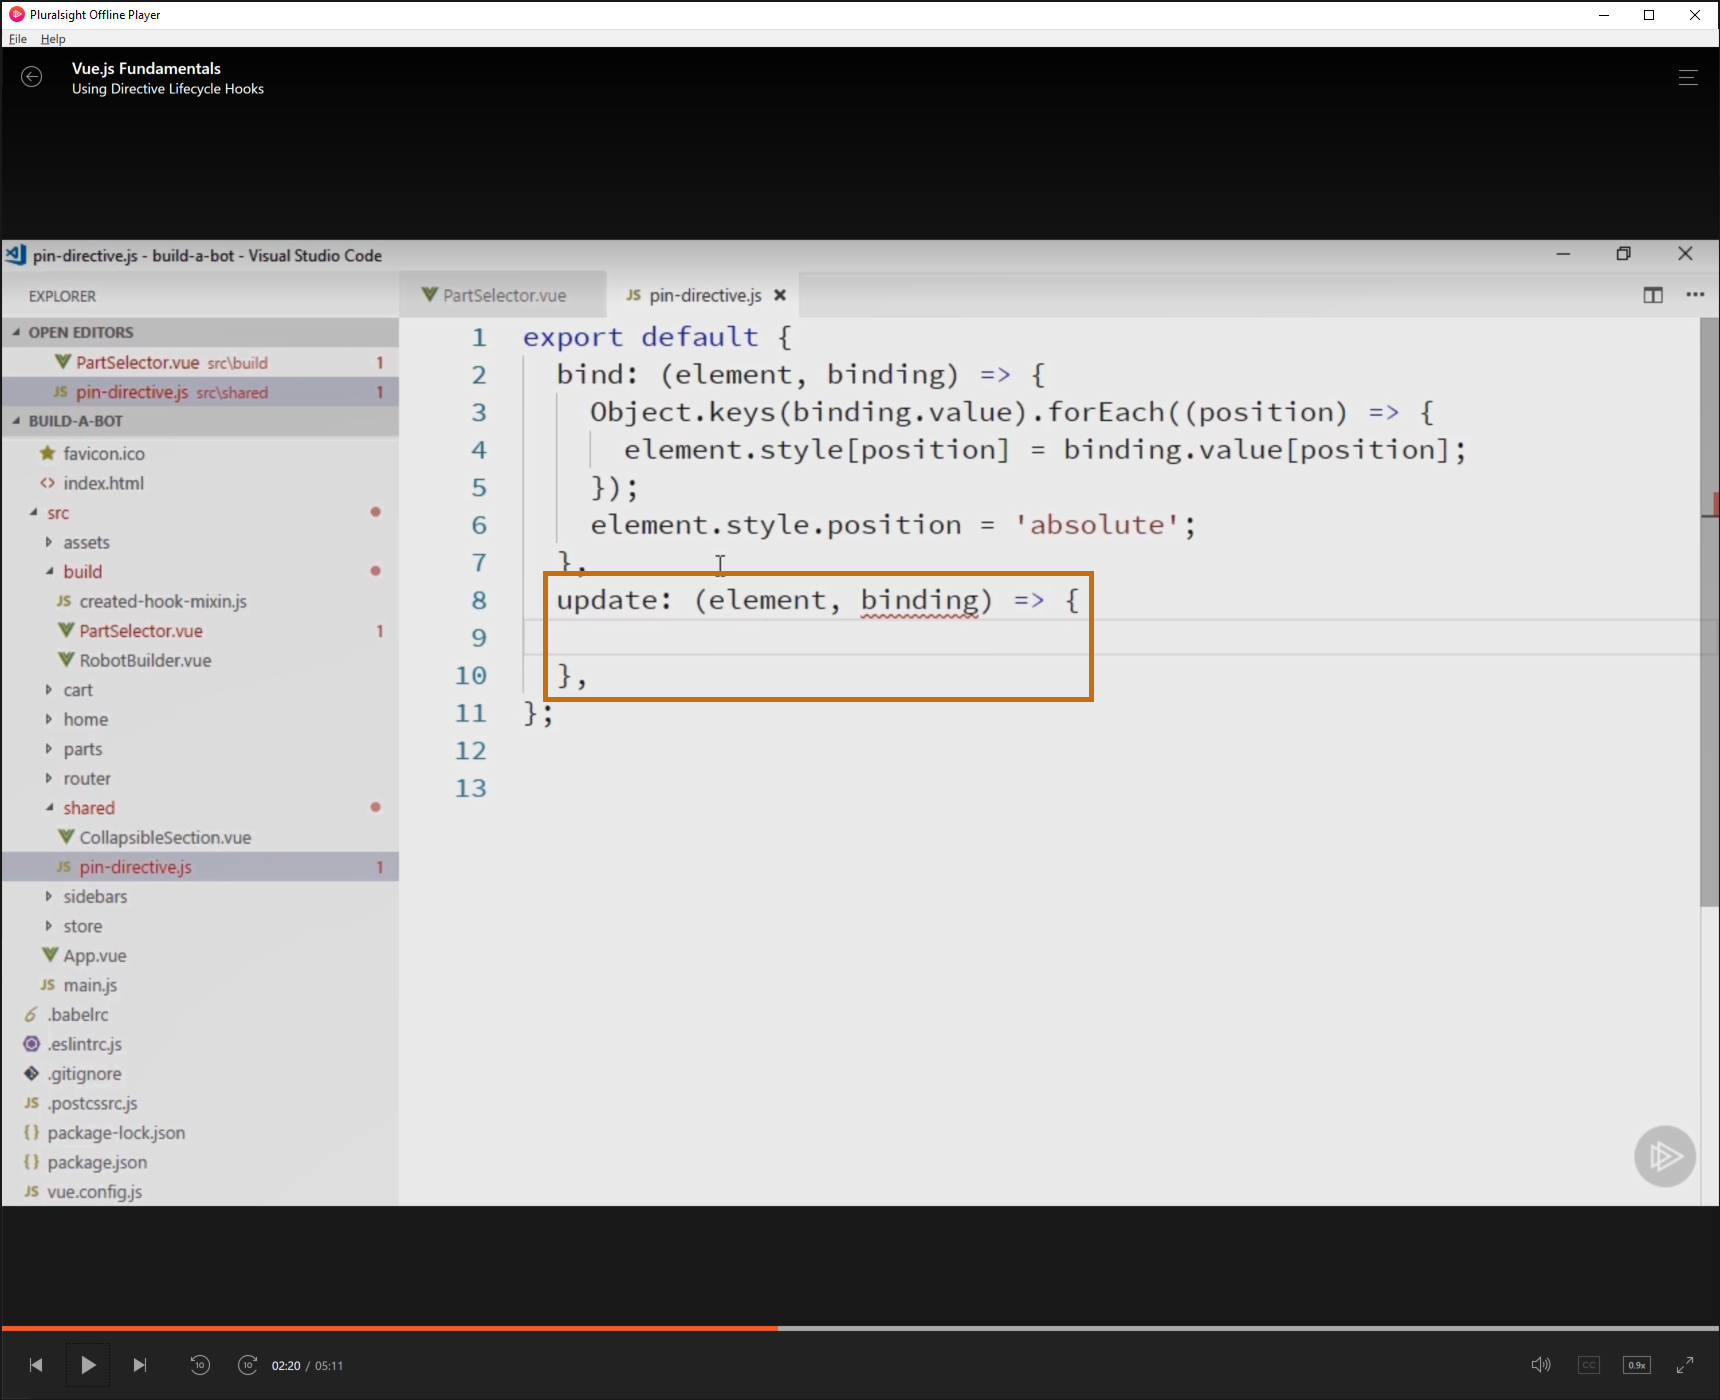 Pluralsight Offline Player
File Help
Vue.js Fundamentals
Using Directive Lifecycle Hooks
pin-directive.js - build-a-bot - Visual Studio Code
EXPLORER
PartSelector.vue
JS pin-directive.js
OPEN EDITORS
PartSelector.vue src\build 1
JS pin-directive.js src\shared 1
BUILD-A-BOT
favicon.ico
<> index.html
src
assets
build
JS created-hook-mixin.js
PartSelector.vue 1
RobotBuilder.vue
cart
home
parts
router
shared
CollapsibleSection.vue
JS pin-directive.js 1
sidebars
store
App.vue
JS main.js
.babelrc
.eslintrc.js
.gitignore
JS .postcssrc.js
{} package-lock.json
{} package.json
JS vue.config.js
1 export default {
2 bind: (element, binding) => {
3 Object.keys(binding.value).forEach((position) => {
4 element.style[position] = binding.value[position];
5 });
6 element.style.position = 'absolute';
7 },
8 update: (element, binding) => {
9
10 },
11 };
12
13
10 10 02:20 / 05:11
CC 0.9x